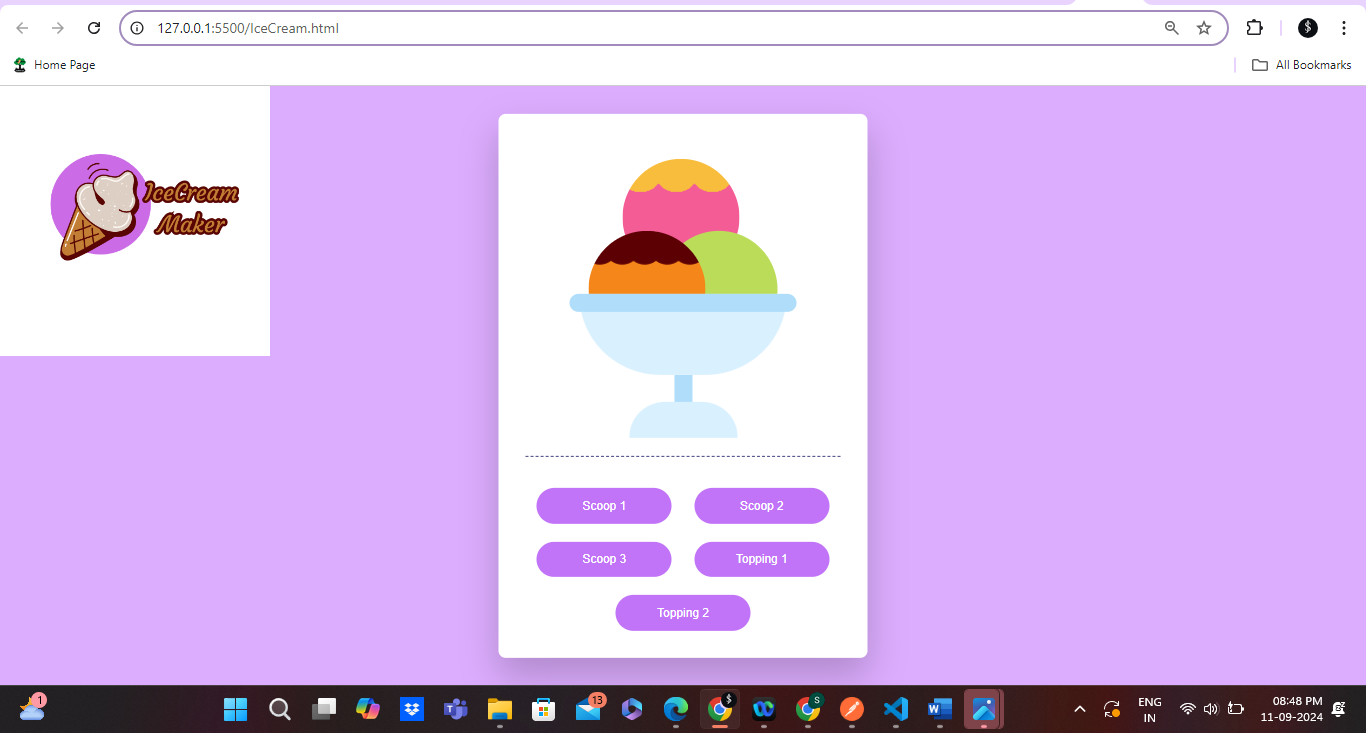 127.0.0.1:5500/IceCream.html
$
Home Page
All Bookmarks
IceCream
Maker
Scoop 1
Scoop 2
Scoop 3
Topping 1
Topping 2
1
13
$
S
ENG
IN
08:48 PM
11-09-2024